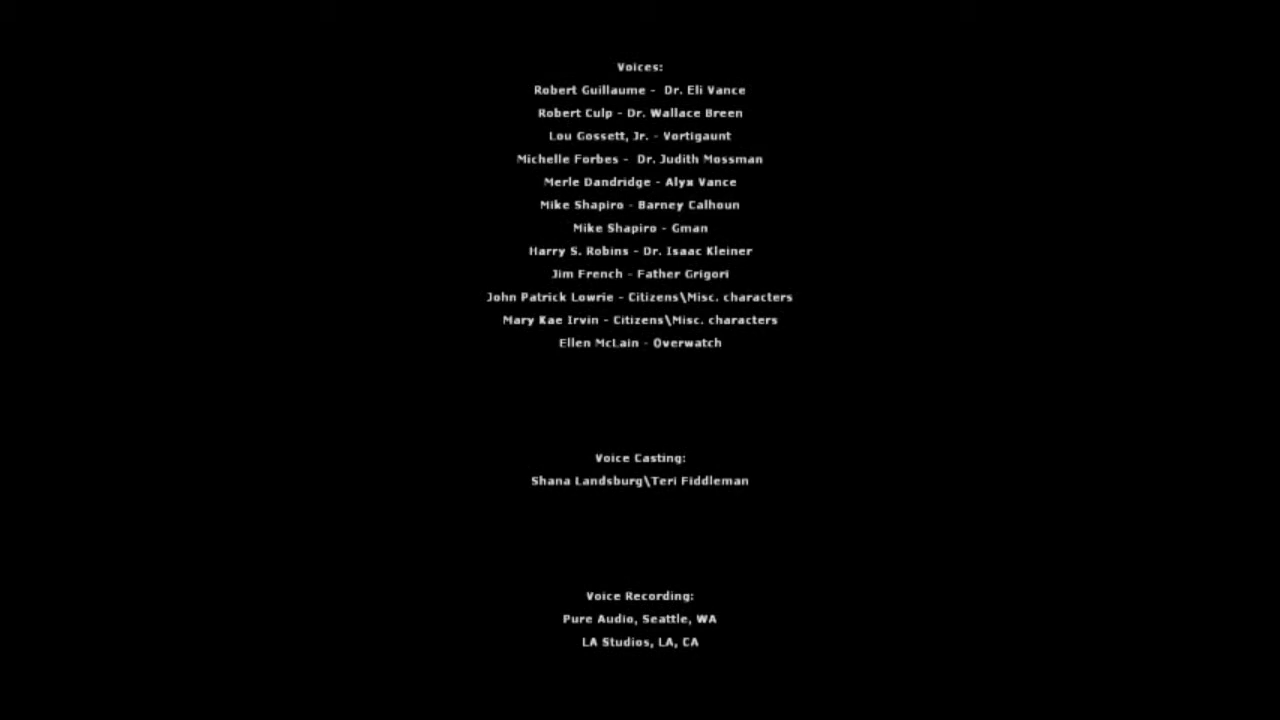 Voices:
Robert Guillaume -  Dr. Eli Vance
Robert Culp - Dr. Wallace Breen
Lou Gossett, Jr. - Vortigaunt
Michelle Forbes -  Dr. Judith Mossman
Merle Dandridge - Alyx Vance
Mike Shapiro - Barney Calhoun
Mike Shapiro - Gman
Harry S. Robins - Dr. Isaac Kleiner
Jim French - Father Grigori
John Patrick Lowrie - Citizens\Misc. characters
Mary Kae Irvin - Citizens\Misc. characters
Ellen McLain - Overwatch
Voice Casting:
Shana Landsburg\Teri Fiddleman
Voice Recording:
Pure Audio, Seattle, WA
LA Studios, LA, CA